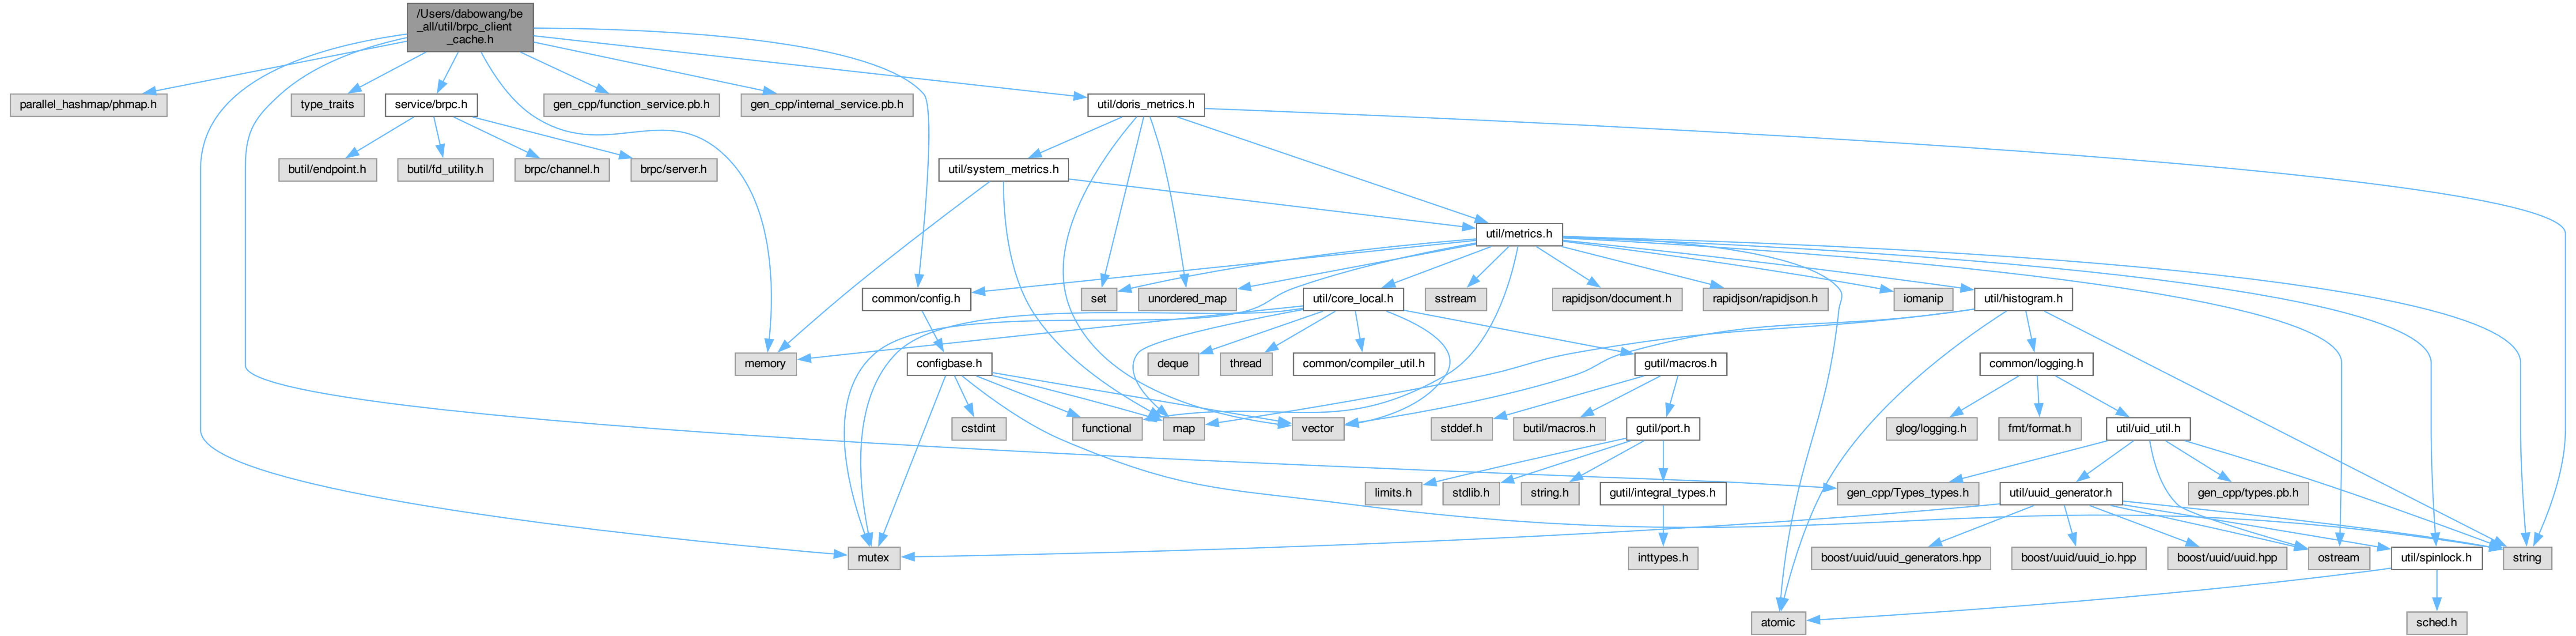 /Users/dabowang/be
_all/util/brpc_client
_cache.h
parallel_hashmap/phmap.h
type_traits
service/brpc.h
gen_cpp/function_service.pb.h
gen_cpp/internal_service.pb.h
util/doris_metrics.h
butil/endpoint.h
butil/fd_utility.h
brpc/channel.h
brpc/server.h
util/system_metrics.h
util/metrics.h
common/config.h
set
unordered_map
util/core_local.h
sstream
rapidjson/document.h
rapidjson/rapidjson.h
iomanip
util/histogram.h
memory
configbase.h
deque
thread
common/compiler_util.h
gutil/macros.h
common/logging.h
cstdint
functional
map
vector
stddef.h
butil/macros.h
gutil/port.h
glog/logging.h
fmt/format.h
util/uid_util.h
limits.h
stdlib.h
string.h
gutil/integral_types.h
gen_cpp/Types_types.h
util/uuid_generator.h
gen_cpp/types.pb.h
mutex
inttypes.h
boost/uuid/uuid_generators.hpp
boost/uuid/uuid_io.hpp
boost/uuid/uuid.hpp
ostream
util/spinlock.h
string
atomic
sched.h